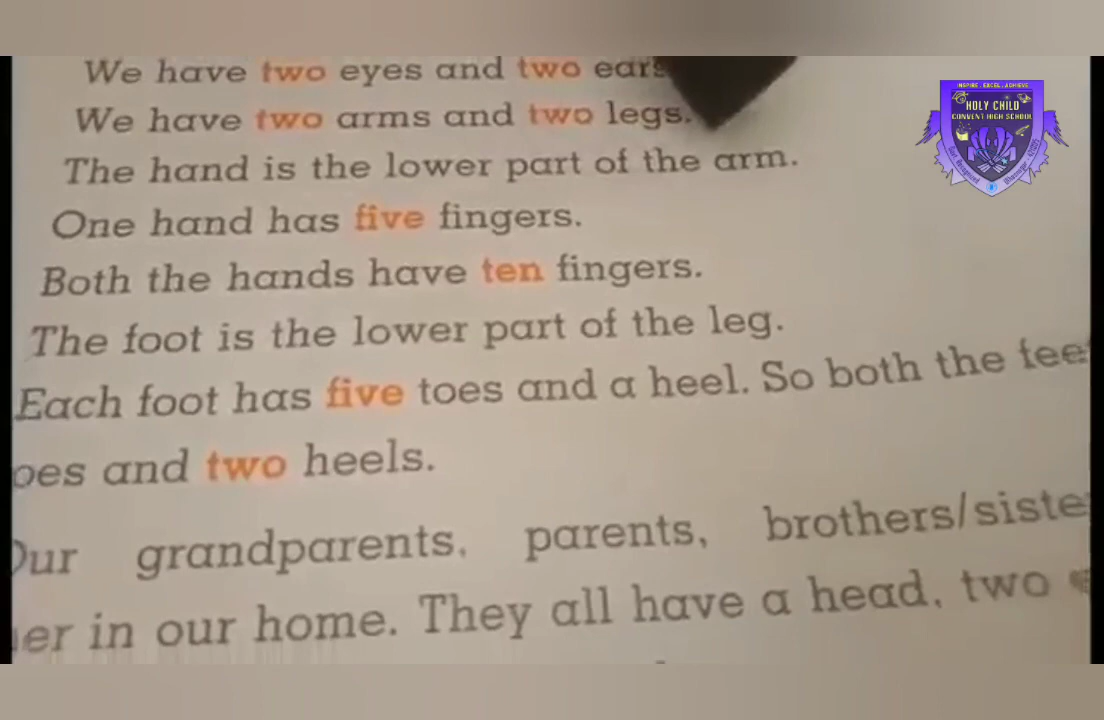 We have two eyes and two ears
We have two arms and two legs.
The hand is the lower part of the arm.
One hand has five fingers.
Both the hands have ten fingers.
The foot is the lower part of the leg.
Each foot has five toes and a heel. So both the fee
oes and two heels.
Our grandparents, parents, brothers/siste
er in our home. They all have a head, two
INSPIRE . EXCEL . ACHIEVE
HOLY CHILD
CONVENT HIGH SCHOOL